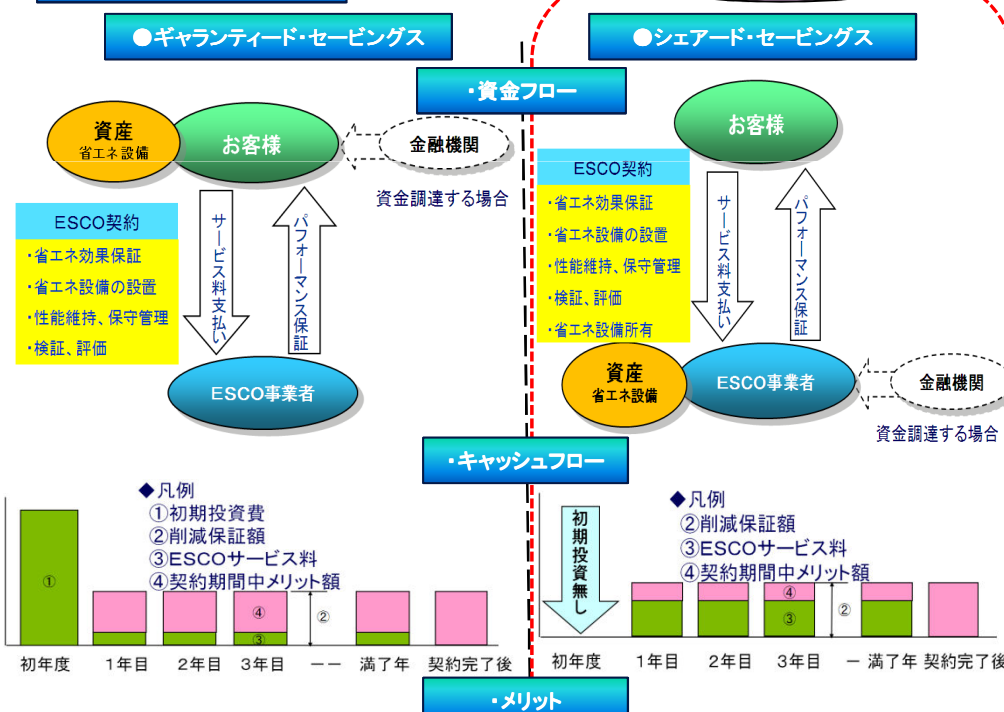 ●ギャランティード・セービングス
●シェアード・セービングス
・資金フロー
資産
省エネ設備
お客様
金融機関
資金調達する場合
ESCO契約
・省エネ効果保証
・省エネ設備の設置
・性能維持、保守管理
・検証、評価
サービス料支払い
パフォーマンス保証
ESCO事業者
お客様
ESCO契約
・省エネ効果保証
・省エネ設備の設置
・性能維持、保守管理
・検証、評価
・省エネ設備所有
サービス料支払い
パフォーマンス保証
資産
省エネ設備
ESCO事業者
金融機関
資金調達する場合
・キャッシュフロー
◆凡例
①初期投資費
②削減保証額
③ESCOサービス料
④契約期間中メリット額
①
④
③
②
初年度 1年目 2年目 3年目 ーー 満了年 契約完了後
初期投資無し
◆凡例
②削減保証額
③ESCOサービス料
④契約期間中メリット額
④
③
②
初年度 1年目 2年目 3年目 ー 満了年 契約完了後
・メリット